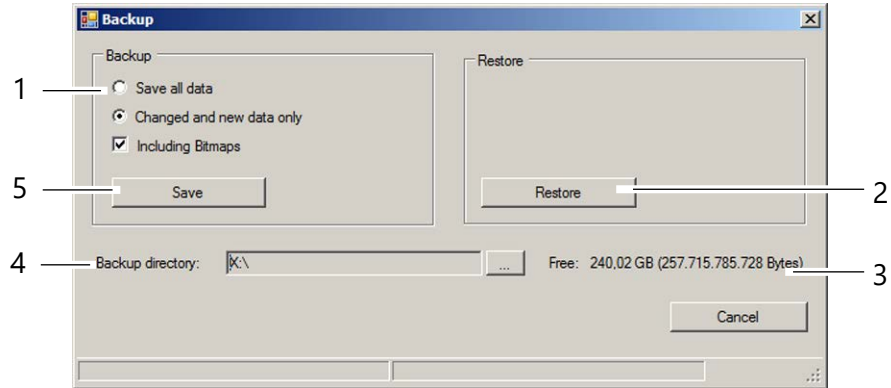 Backup
Backup
Restore
1
Save all data
Changed and new data only
Including Bitmaps
5
Save
Restore
2
4
Backup directory:
X:\
...
Free: 240,02 GB (257.715.785.728 Bytes)
3
Cancel